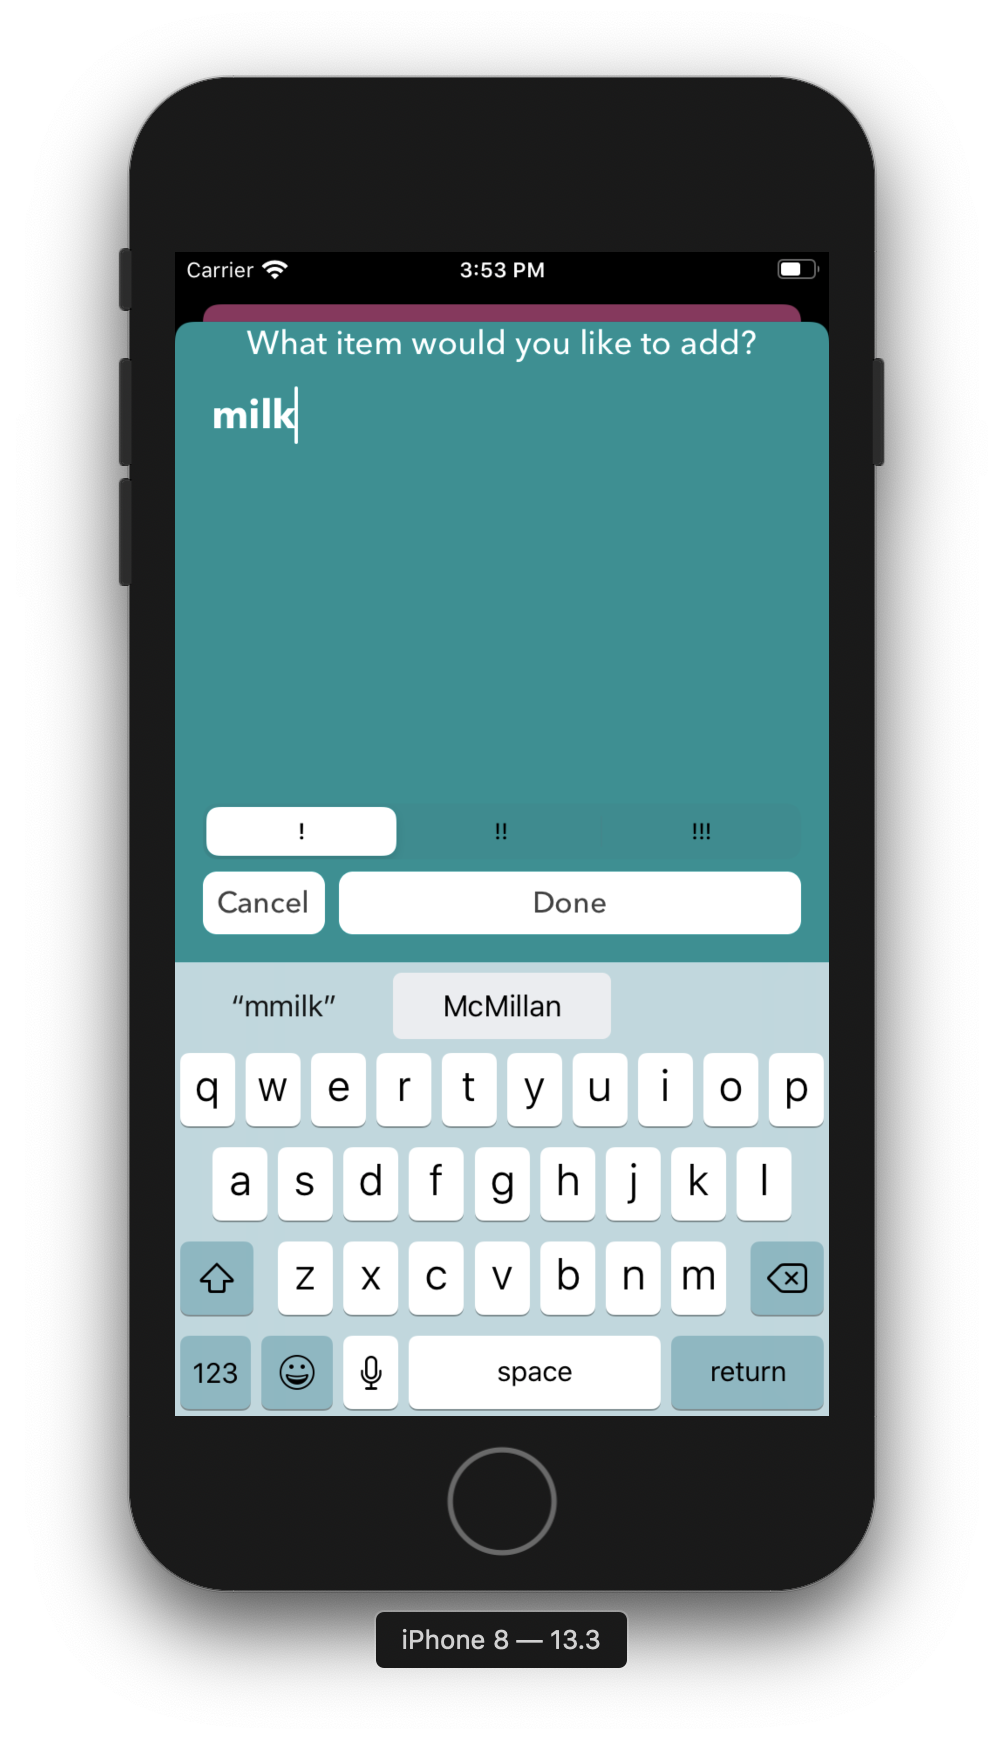 Carrier 3:53 PM
What item would you like to add?
milk
! !! !!!
Cancel Done
“mmilk” McMillan
q w e r t y u i o p
a s d f g h j k l
z x c v b n m
123 space return
iPhone 8 — 13.3